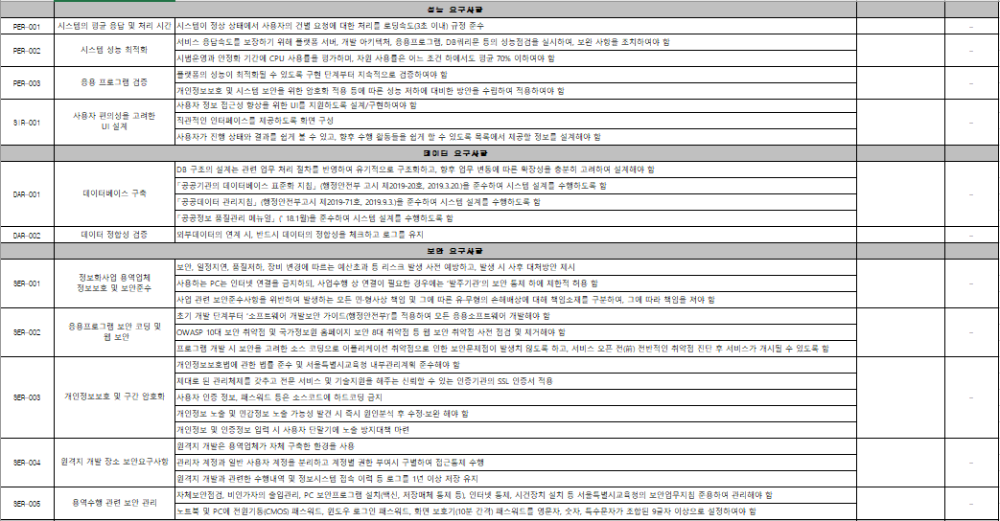 성능 요구사항
PER-001 시스템의 평균 응답 및 처리 시간 시스템이 정상 상태에서 사용자의 건별 요청에 대한 처리를 로딩속도(3초 이내) 규정 준수 -
PER-002 시스템 성능 최적화 서비스 응답속도를 보장하기 위해 플랫폼 서버, 개발 아키텍처, 응용프로그램, DB쿼리문 등의 성능점검을 실시하여, 보완 사항을 조치하여야 함 -
시범운영과 안정화 기간에 CPU 사용률을 평가하며, 자원 사용률은 어느 조건 하에서도 평균 70% 이하여야 함
PER-003 응용 프로그램 검증 플랫폼의 성능이 최적화될 수 있도록 구현 단계부터 지속적으로 검증하여야 함 -
개인정보보호 및 시스템 보안을 위한 암호화 적용 등에 따른 성능 저하에 대비한 방안을 수립하여 적용하여야 함
SIR-001 사용자 편의성을 고려한 UI 설계 사용자 정보 접근성 향상을 위한 UI를 지원하도록 설계/구현하여야 함 -
직관적인 인터페이스를 제공하도록 화면 구성
사용자가 진행 상태와 결과를 쉽게 볼 수 있고, 향후 수행 활동들을 쉽게 할 수 있도록 목록에서 제공할 정보를 설계해야 함
데이터 요구사항
DAR-001 데이터베이스 구축 DB 구조의 설계는 관련 업무 처리 절차를 반영하여 유기적으로 구조화하고, 향후 업무 변동에 따른 확장성을 충분히 고려하여 설계해야 함 -
「공공기관의 데이터베이스 표준화 지침」(행정안전부 고시 제2019-20호, 2019.3.20.)을 준수하여 시스템 설계를 수행하도록 함
「공공데이터 관리지침」(행정안전부고시 제2019-71호, 2019.9.3.)을 준수하여 시스템 설계를 수행하도록 함
「공공정보 품질관리 매뉴얼」(' 18.1월)을 준수하여 시스템 설계를 수행하도록 함
DAR-002 데이터 정합성 검증 외부데이터의 연계 시, 반드시 데이터의 정합성을 체크하고 로그를 유지 -
보안 요구사항
SER-001 정보화사업 용역업체 정보보호 및 보안준수 보안, 일정지연, 품질저하, 장비 변경에 따르는 예산초과 등 리스크 발생 사전 예방하고, 발생 시 사후 대처방안 제시 -
사용하는 PC는 인터넷 연결을 금지하되, 사업수행 상 연결이 필요한 경우에는 '발주기관'의 보안 통제 하에 제한적 허용 함
사업 관련 보안준수사항을 위반하여 발생하는 모든 민·형사상 책임 및 그에 따른 유·무형의 손해배상에 대해 책임소재를 구분하여, 그에 따라 책임을 져야 함
SER-002 응용프로그램 보안 코딩 및 웹 보안 초기 개발 단계부터 '소프트웨어 개발보안 가이드(행정안전부)'를 적용하여 모든 응용소프트웨어 개발해야 함 -
OWASP 10대 보안 취약점 및 국가정보원 홈페이지 보안 8대 취약점 등 웹 보안 취약점 사전 점검 및 제거해야 함
프로그램 개발 시 보안을 고려한 소스 코딩으로 어플리케이션 취약점으로 인한 보안문제점이 발생치 않도록 하고, 서비스 오픈 전(前) 전반적인 취약점 진단 후 서비스가 개시될 수 있도록 함
SER-003 개인정보보호 및 구간 암호화 개인정보보호법에 관한 법률 준수 및 서울특별시교육청 내부관리계획 준수해야 함 -
제대로 된 관리체제를 갖추고 전문 서비스 및 기술지원을 해주는 신뢰할 수 있는 인증기관의 SSL 인증서 적용
사용자 인증 정보, 패스워드 등은 소스코드에 하드코딩 금지
개인정보 노출 및 민감정보 노출 가능성 발견 시 즉시 원인분석 후 수정·보완 해야 함
개인정보 및 인증정보 입력 시 사용자 단말기에 노출 방지대책 마련
SER-004 원격지 개발 장소 보안요구사항 원격지 개발은 용역업체가 자체 구축한 환경을 사용 -
관리자 계정과 일반 사용자 계정을 분리하고 계정별 권한 부여시 구별하여 접근통제 수행
원격지 개발과 관련한 수행내역 및 정보시스템 접속 이력 등 로그를 1년 이상 저장 유지
SER-005 용역수행 관련 보안 관리 자체보안점검, 비인가자의 출입관리, PC 보안프로그램 설치(백신, 저장매체 통제 등), 인터넷 통제, 시건장치 설치 등 서울특별시교육청의 보안업무지침 준용하여 관리해야 함 -
노트북 및 PC에 전원기동(CMOS) 패스워드, 윈도우 로그인 패스워드, 화면 보호기(10분 간격) 패스워드를 영문자, 숫자, 특수문자가 조합된 9글자 이상으로 설정하여야 함